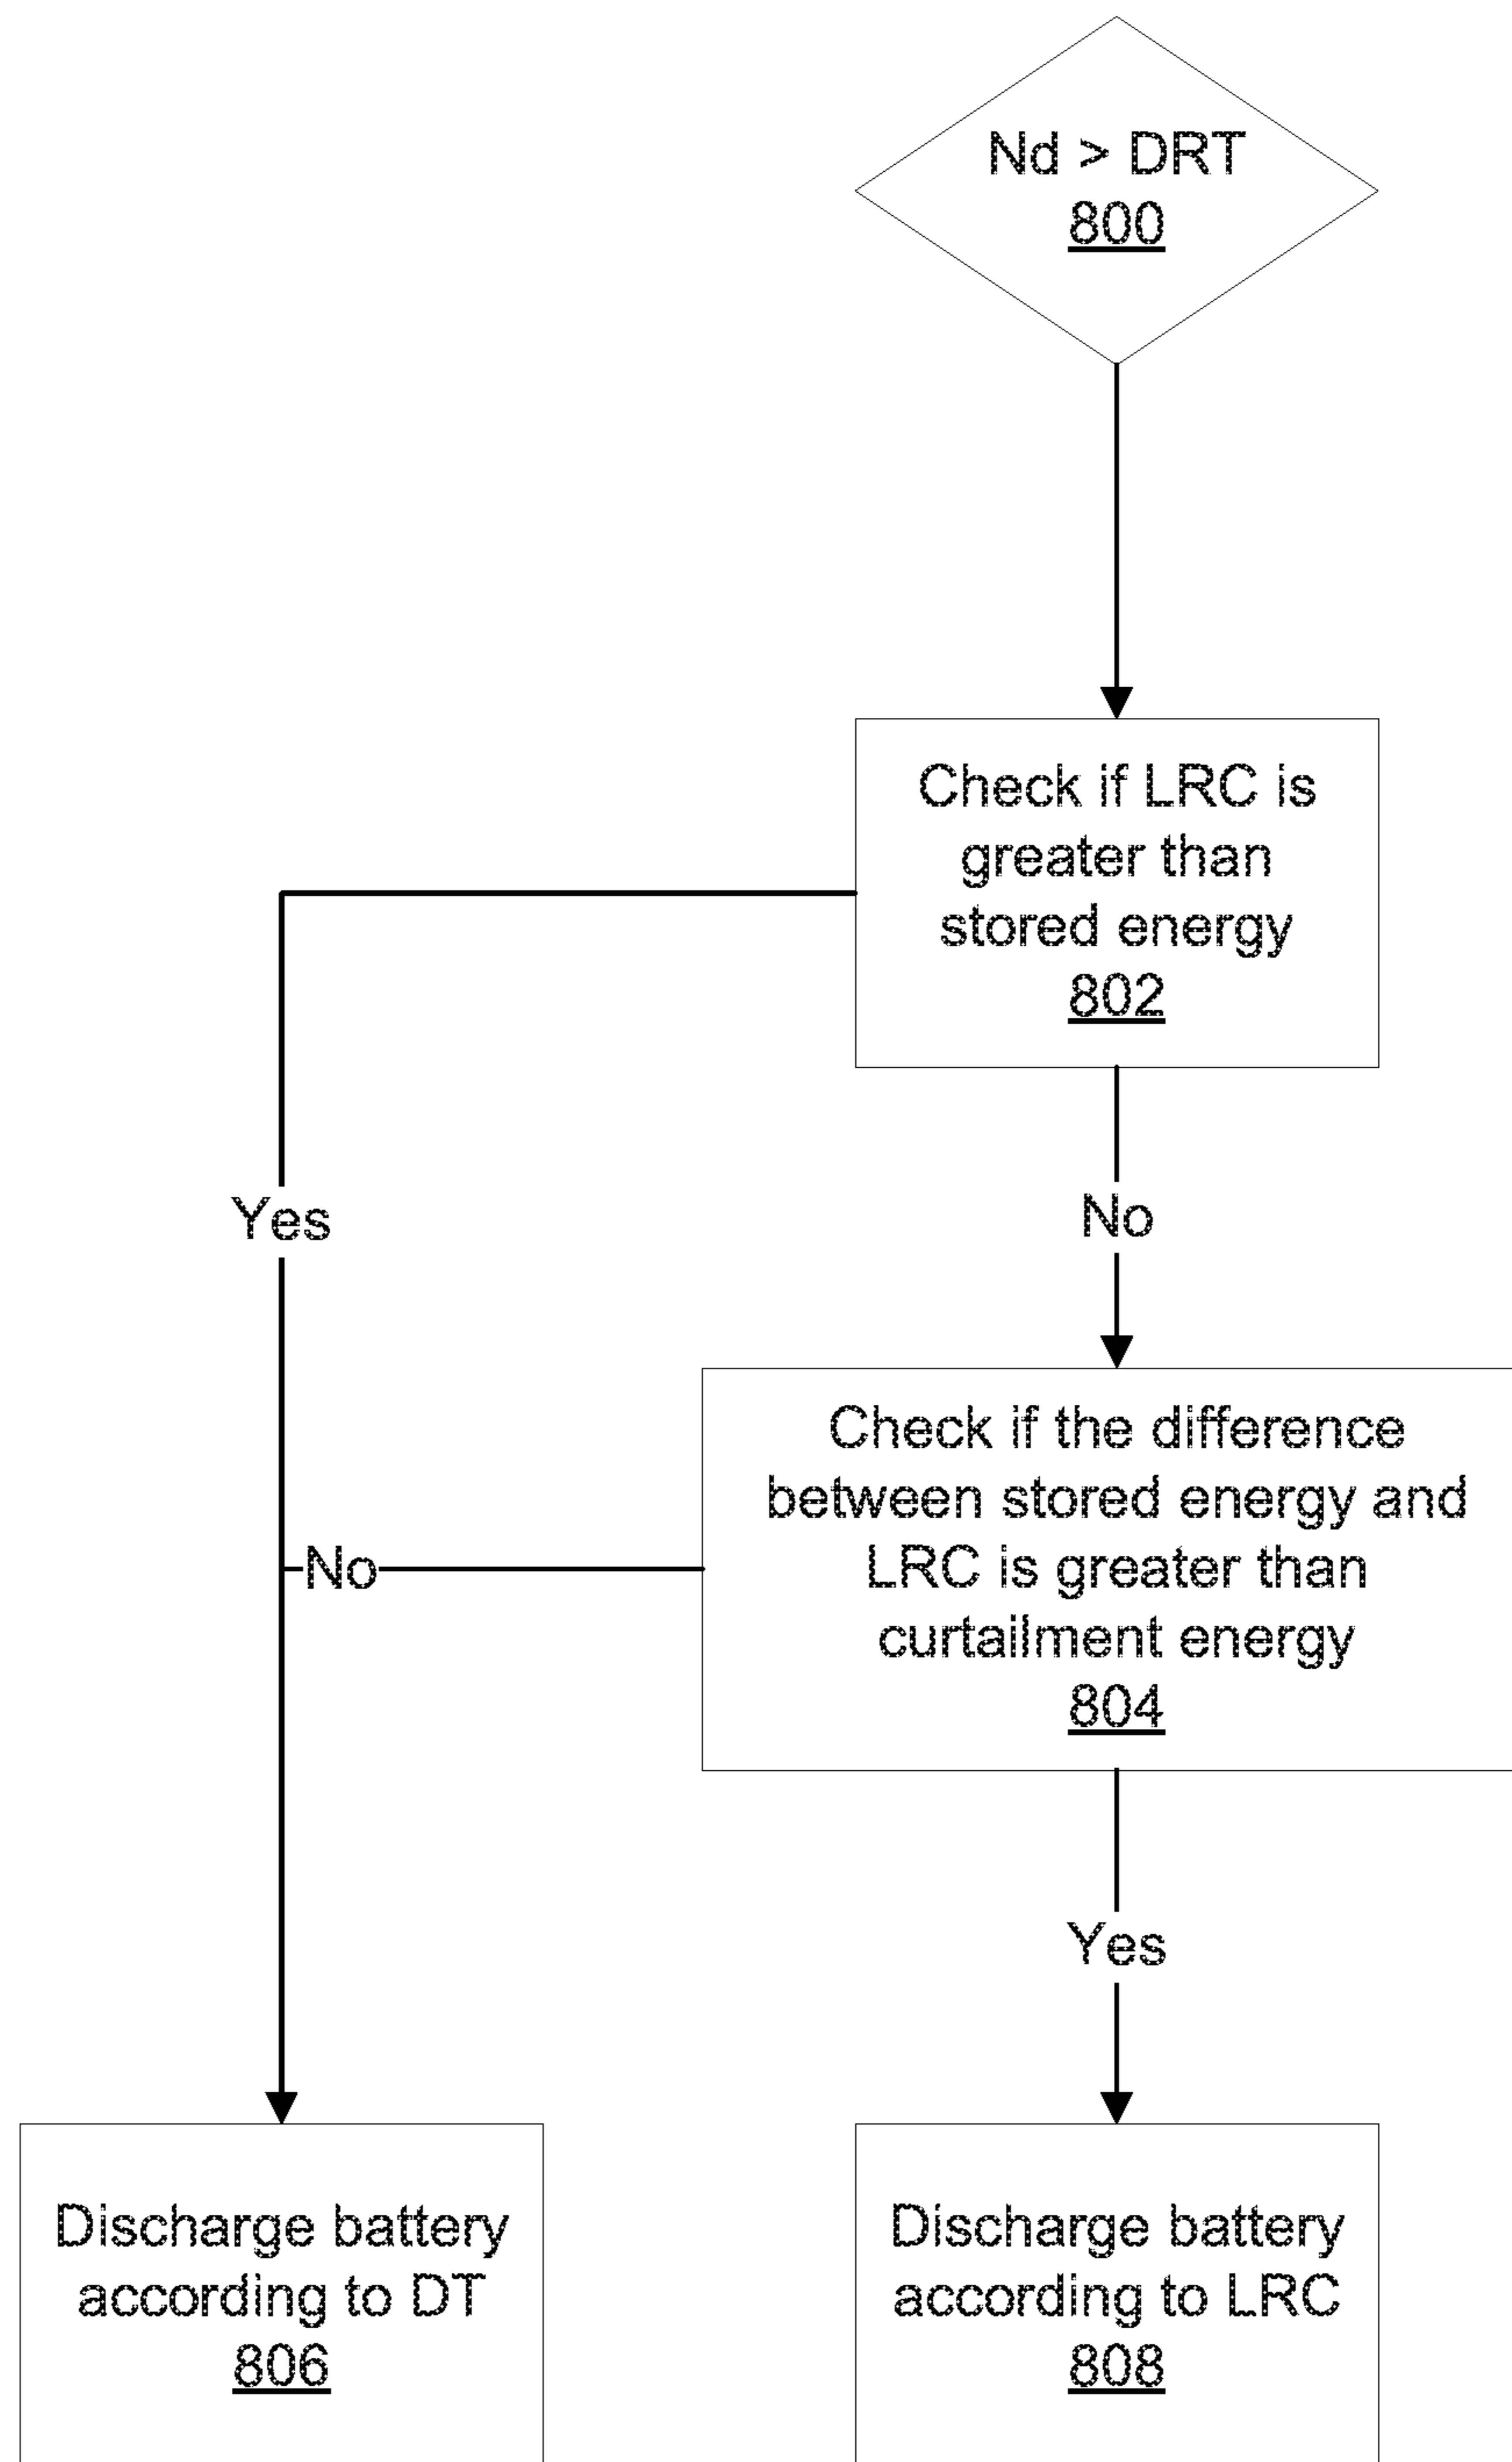 Nd > DRT
800
Check if LRC is
greater than
stored energy
802
Yes
No
Check if the difference
between stored energy and
LRC is greater than
curtailment energy
804
No
Yes
Discharge battery
according to DT
806
Discharge battery
according to LRC
808